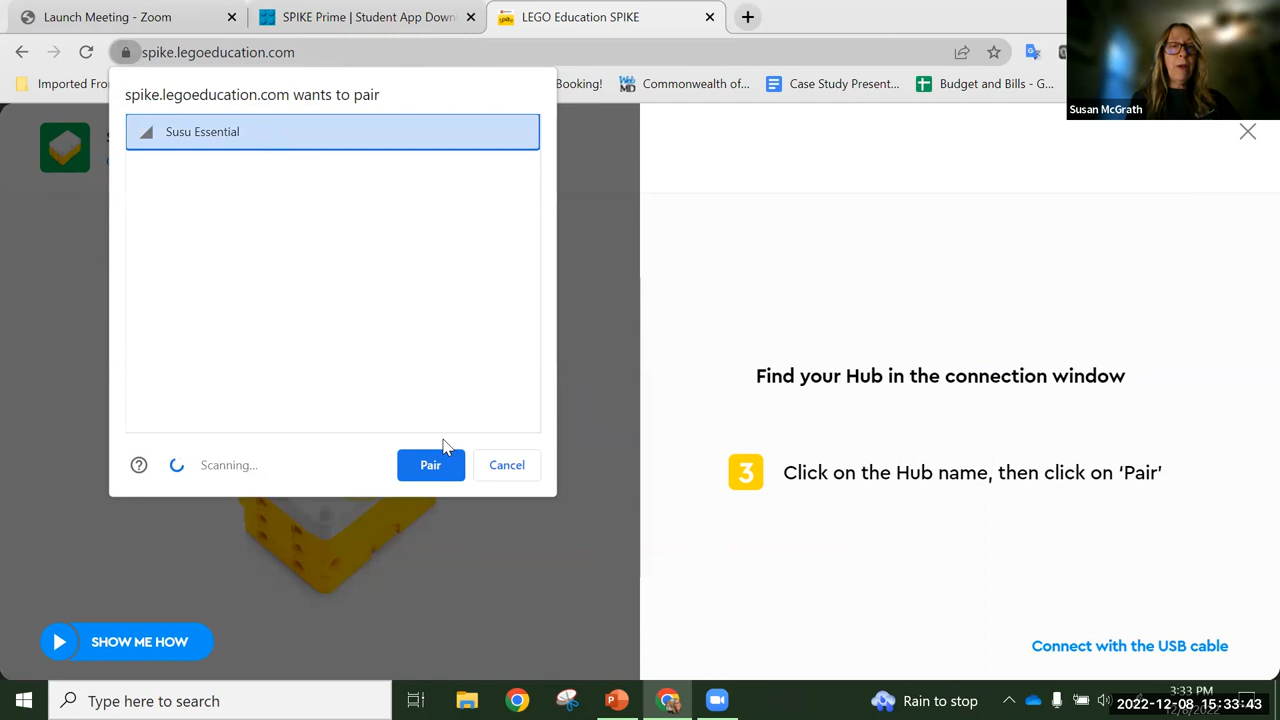 Launch Meeting - Zoom
SPIKE Prime | Student App Down
LEGO Education SPIKE
spike.legoeducation.com
Imported Fro
Booking!
Commonwealth of...
Case Study Present...
Budget and Bills - G...
Susan McGrath
spike.legoeducation.com wants to pair
Susu Essential
Scanning...
Pair
Cancel
Find your Hub in the connection window
3 Click on the Hub name, then click on ‘Pair’
SHOW ME HOW
Connect with the USB cable
Type here to search
Rain to stop
3:33 PM
2022-12-08 15:33:43